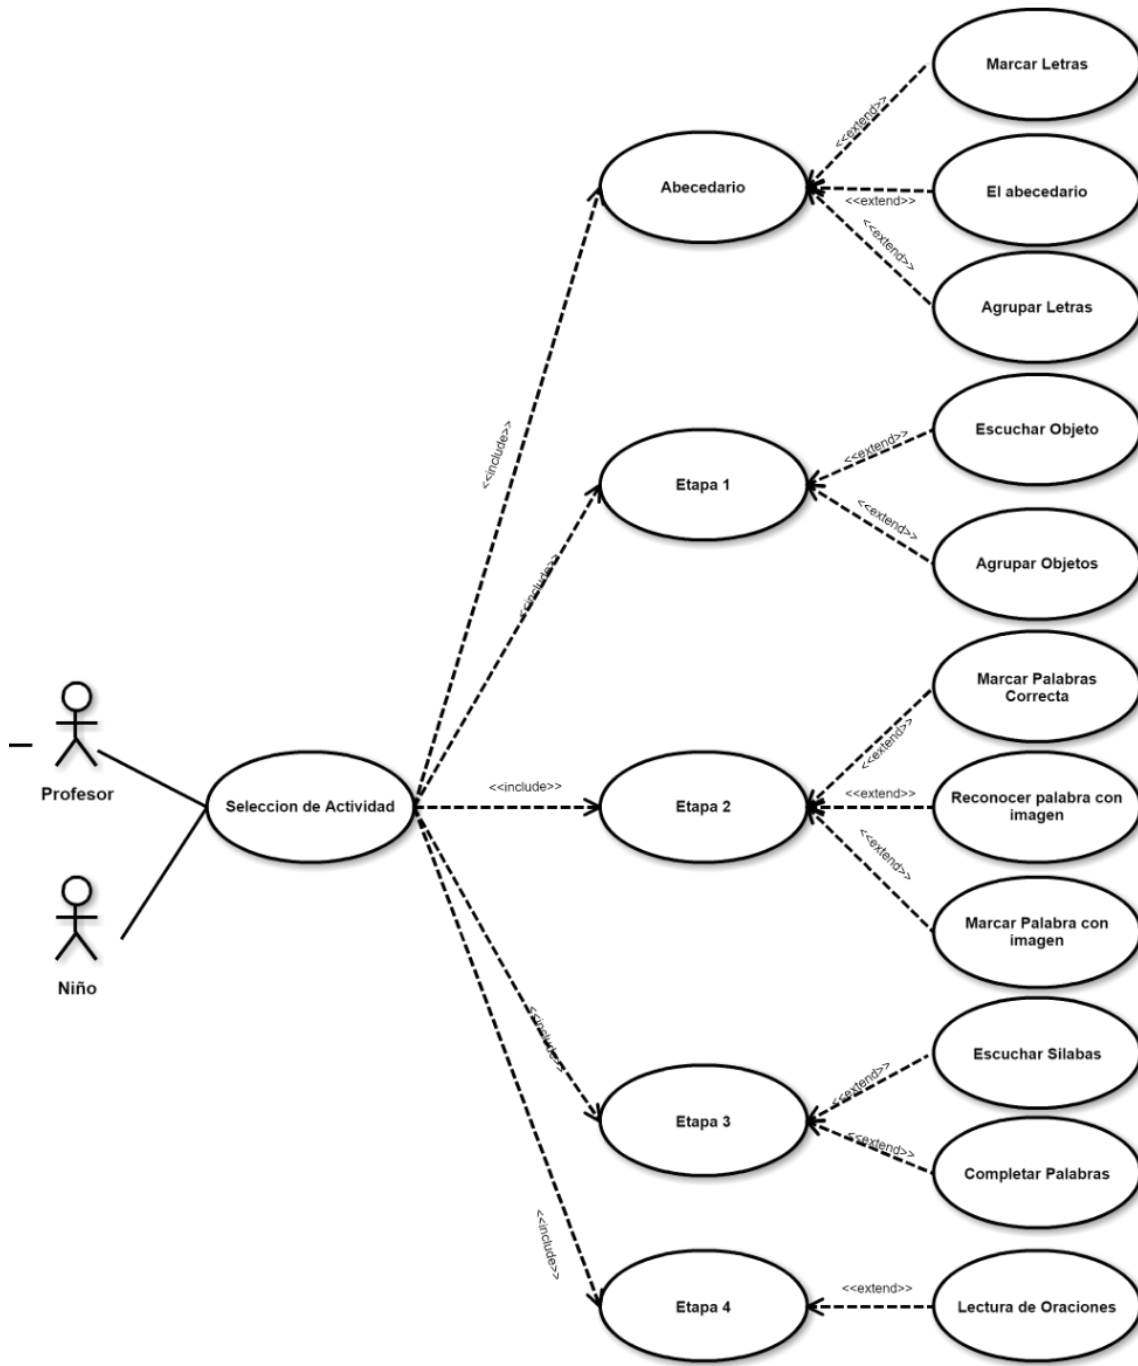 Marcar Letras
<<extend>>
Abecedario
El abecedario
<<extend>>
<<extend>>
Agrupar Letras
Escuchar Objeto
<<extend>>
<<include>>
Etapa 1
<<extend>>
Agrupar Objetos
<<include>>
Marcar Palabras
Correcta
<<extend>>
Profesor
Seleccion de Actividad
<<include>>
Etapa 2
<<extend>>
Reconocer palabra con
imagen
<<extend>>
Marcar Palabra con
imagen
Niño
<<include>>
Escuchar Silabas
<<extend>>
Etapa 3
<<extend>>
Completar Palabras
<<include>>
Etapa 4
<<extend>>
Lectura de Oraciones